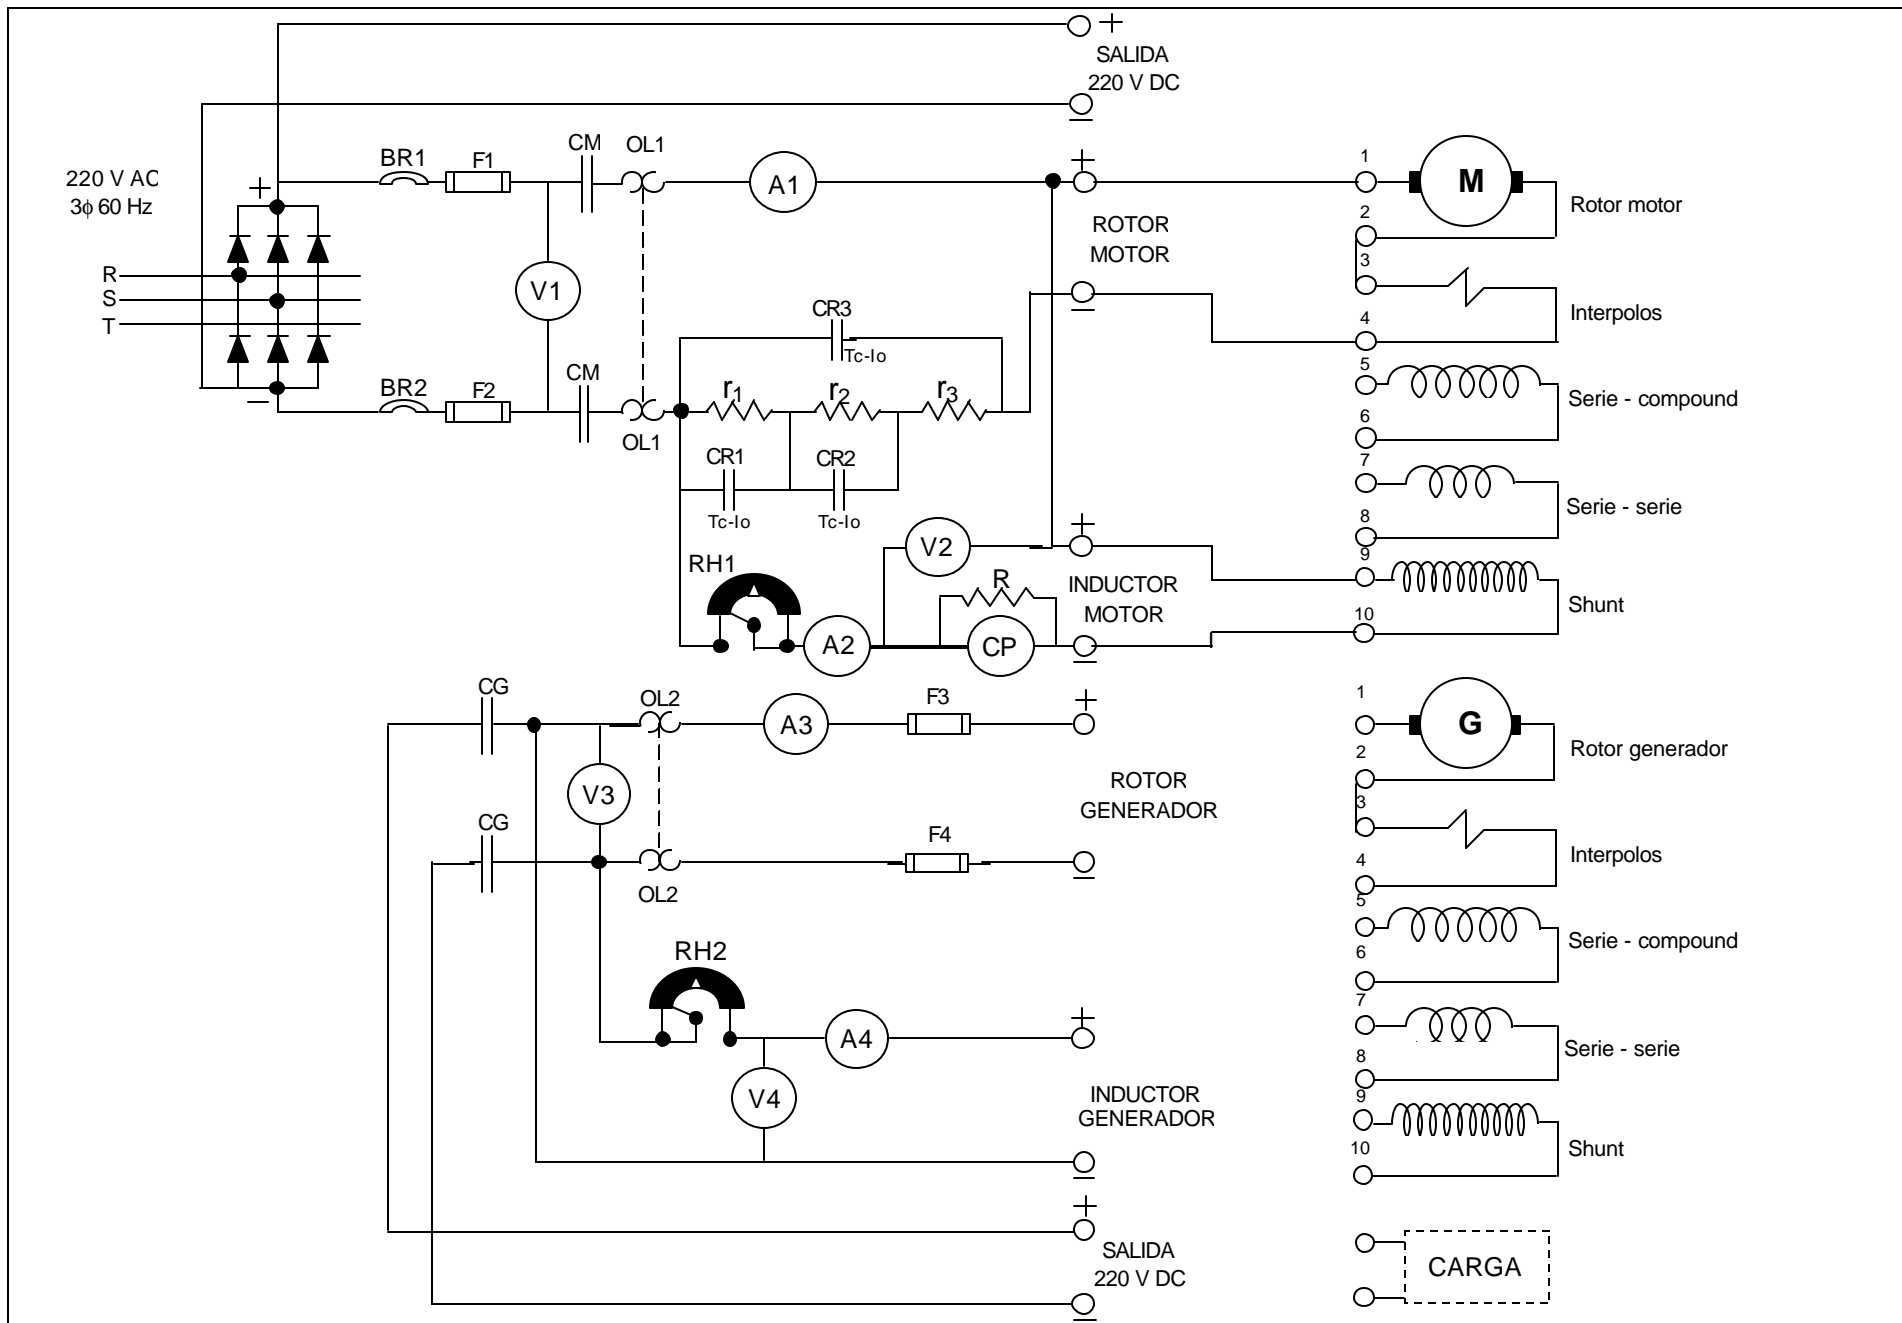 +
SALIDA
220 V DC
−
220 V AC
3φ 60 Hz
+
BR1
F1
CM
OL1
A1
+
ROTOR
MOTOR
−
R
S
T
V1
−
BR2
F2
CM
OL1
CR3
Tc-Io
r1
r2
r3
CR1
Tc-Io
CR2
Tc-Io
RH1
A2
V2
R
CP
+
INDUCTOR
MOTOR
−
1
M
Rotor motor
2
3
Interpolos
4
5
Serie - compound
6
7
Serie - serie
8
9
Shunt
10
CG
OL2
A3
F3
+
V3
ROTOR
GENERADOR
CG
OL2
F4
−
RH2
A4
+
V4
INDUCTOR
GENERADOR
−
+
SALIDA
220 V DC
−
1
G
Rotor generador
2
3
Interpolos
4
5
Serie - compound
6
7
Serie - serie
8
9
Shunt
10
CARGA